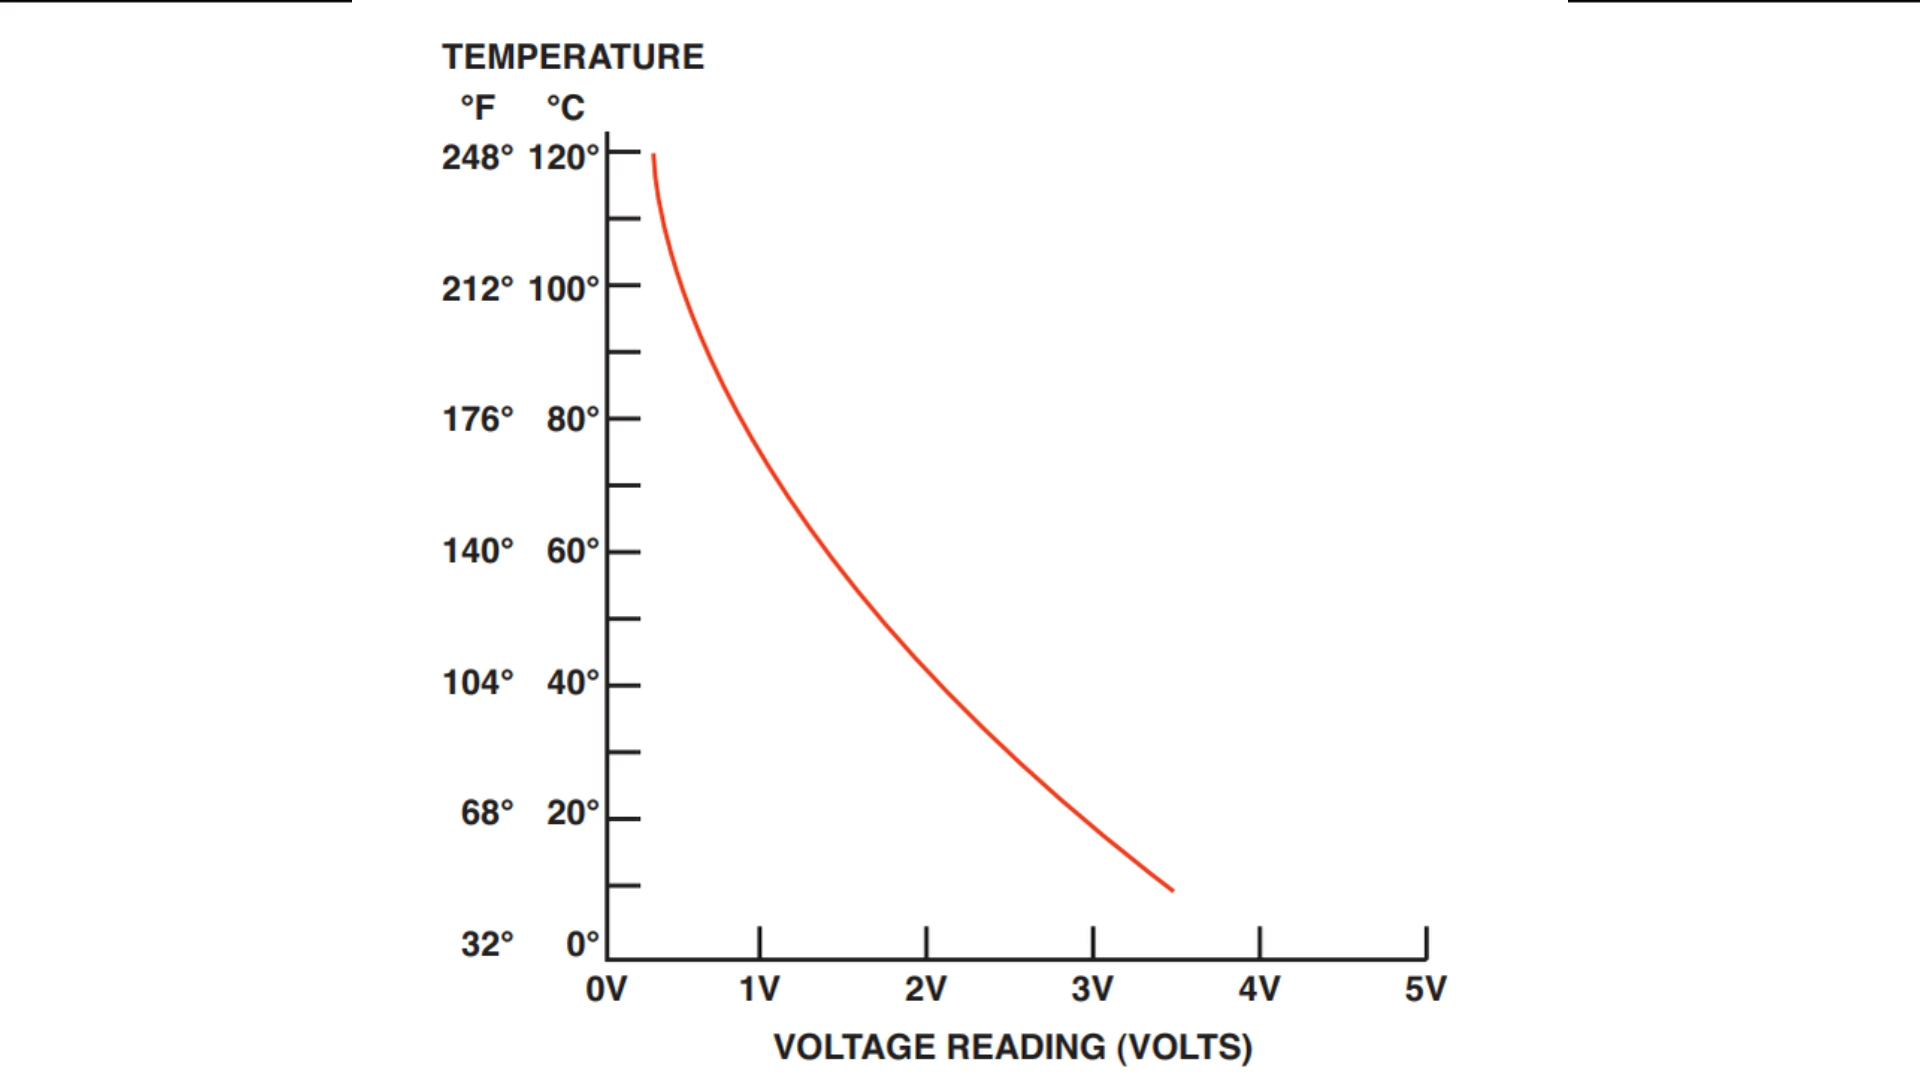 TEMPERATURE
°F °C
248° 120°
212° 100°
176° 80°
140° 60°
104° 40°
68° 20°
32° 0°
0V 1V 2V 3V 4V 5V
VOLTAGE READING (VOLTS)